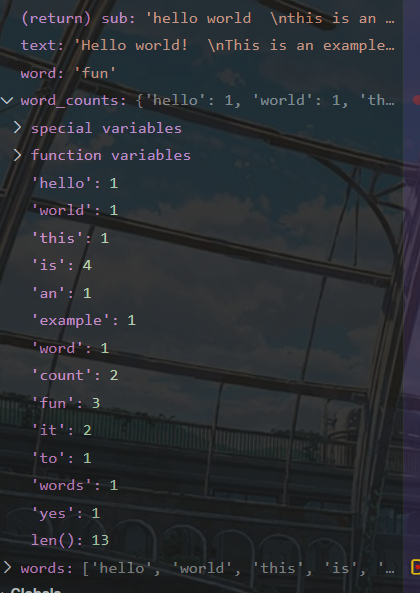 (return) sub: 'hello world  \nthis is an …
text: 'Hello world!  \nThis is an example…
word: 'fun'
word_counts: {'hello': 1, 'world': 1, 'th…
special variables
function variables
'hello': 1
'world': 1
'this': 1
'is': 4
'an': 1
'example': 1
'word': 1
'count': 2
'fun': 3
'it': 2
'to': 1
'words': 1
'yes': 1
len(): 13
words: ['hello', 'world', 'this', 'is', '…
Globals